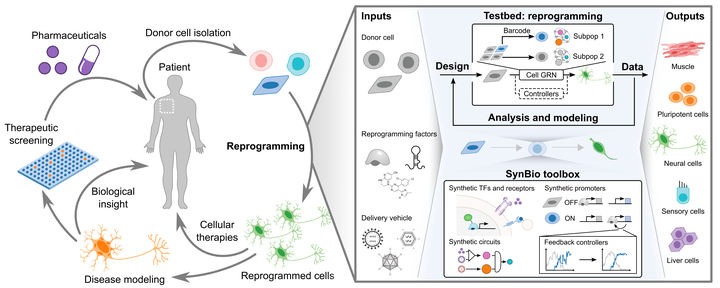 Pharmaceuticals
Donor cell isolation
Patient
Therapeutic
screening
Reprogramming
Biological
insight
Cellular
therapies
Disease modeling
Reprogrammed cells
Inputs
Donor cell
Reprogramming factors
Delivery vehicle
Testbed: reprogramming
Barcode
Subpop 1
Subpop 2
Design
Cell GRN
Controllers
Data
Analysis and modeling
SynBio toolbox
Synthetic TFs and receptors
Synthetic promoters
OFF
ON
Synthetic circuits
Feedback controllers
Outputs
Muscle
Pluripotent cells
Neural cells
Sensory cells
Liver cells